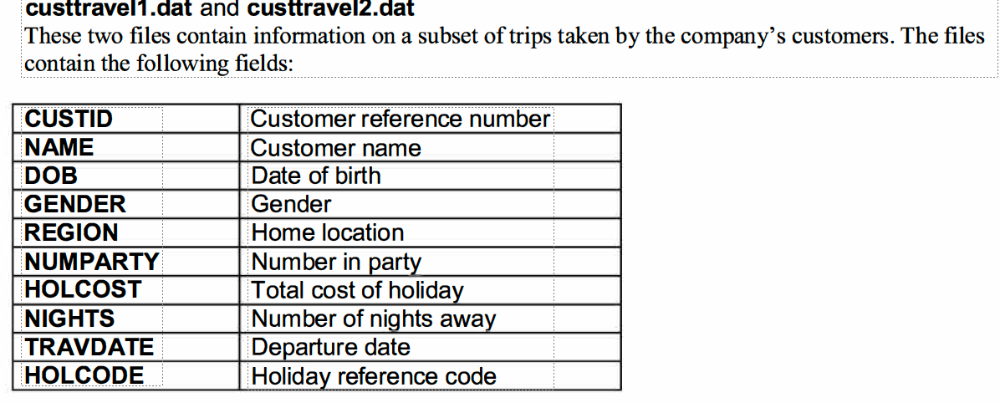 custtravel1.dat and custtravel2.dat
These two files contain information on a subset of trips taken by the company’s customers. The files
contain the following fields:
CUSTID Customer reference number
NAME Customer name
DOB Date of birth
GENDER Gender
REGION Home location
NUMPARTY Number in party
HOLCOST Total cost of holiday
NIGHTS Number of nights away
TRAVDATE Departure date
HOLCODE Holiday reference code